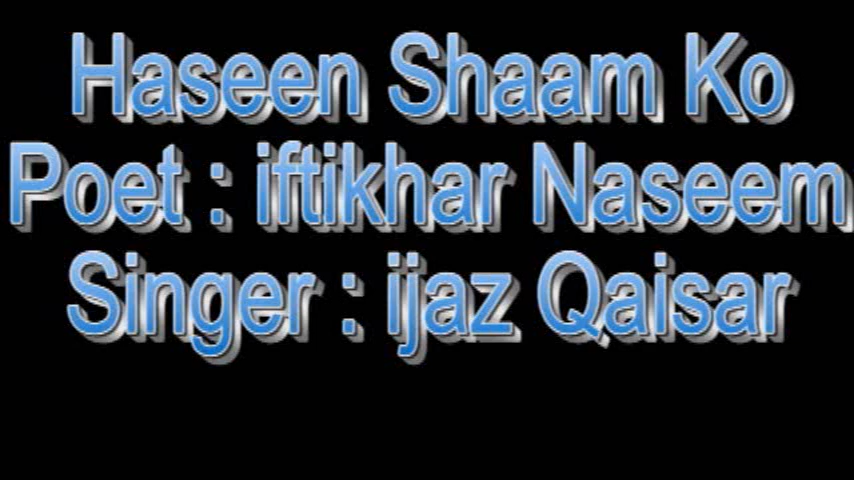 Haseen Shaam Ko
Poet : iftikhar Naseem
Singer : ijaz Qaisar